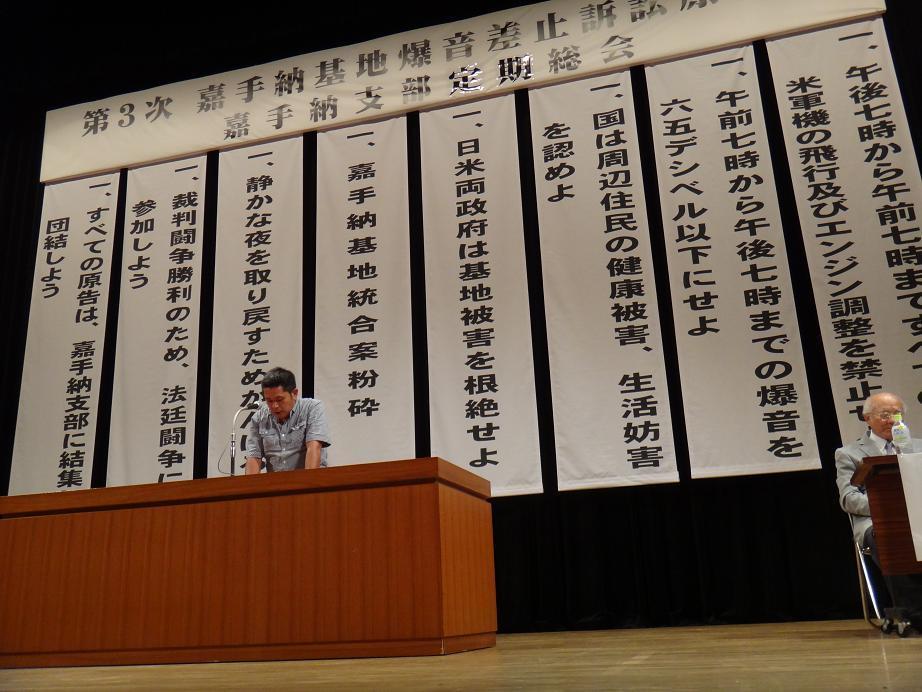 第3次 嘉手納基地爆音差止訴訟原
嘉手納支部定期総会
一、午後七時から午前七時まですべての
米軍機の飛行及びエンジン調整を禁止せ
一、午前七時から午後七時までの爆音を
六五デシベル以下にせよ
一、国は周辺住民の健康被害、生活妨害
を認めよ
一、日米両政府は基地被害を根絶せよ
一、嘉手納基地統合案粉砕
一、静かな夜を取り戻すためがんば
一、裁判闘争勝利のため、法廷闘争に
参加しよう
一、すべての原告は、嘉手納支部に結集
団結しよう